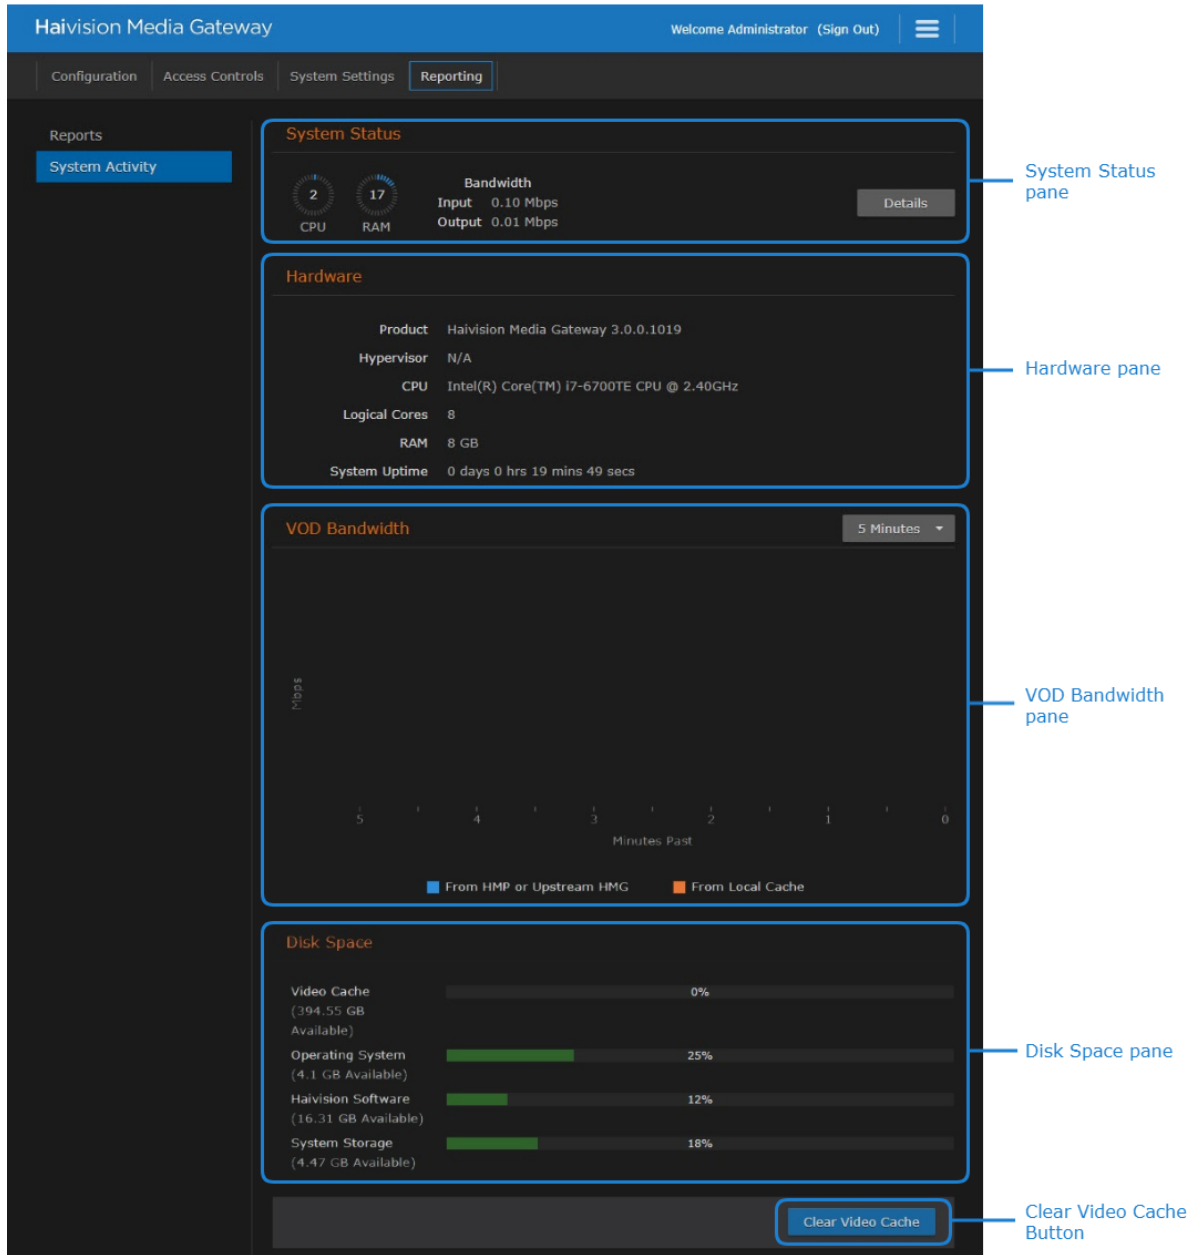 Haivision Media Gateway
Welcome Administrator (Sign Out)
Configuration Access Controls System Settings Reporting
Reports
System Activity
System Status
2 17
CPU RAM
Bandwidth
Input 0.10 Mbps
Output 0.01 Mbps
Details
System Status
pane
Hardware
Product Haivision Media Gateway 3.0.0.1019
Hypervisor N/A
CPU Intel(R) Core(TM) i7-6700TE CPU @ 2.40GHz
Logical Cores 8
RAM 8 GB
System Uptime 0 days 0 hrs 19 mins 49 secs
Hardware pane
VOD Bandwidth
5 Minutes
Mbps
5 4 3 2 1 0
Minutes Past
From HMP or Upstream HMG From Local Cache
VOD Bandwidth
pane
Disk Space
Video Cache 0%
(394.55 GB
Available)
Operating System 25%
(4.1 GB Available)
Haivision Software 12%
(16.31 GB Available)
System Storage 18%
(4.47 GB Available)
Disk Space pane
Clear Video Cache
Clear Video Cache
Button